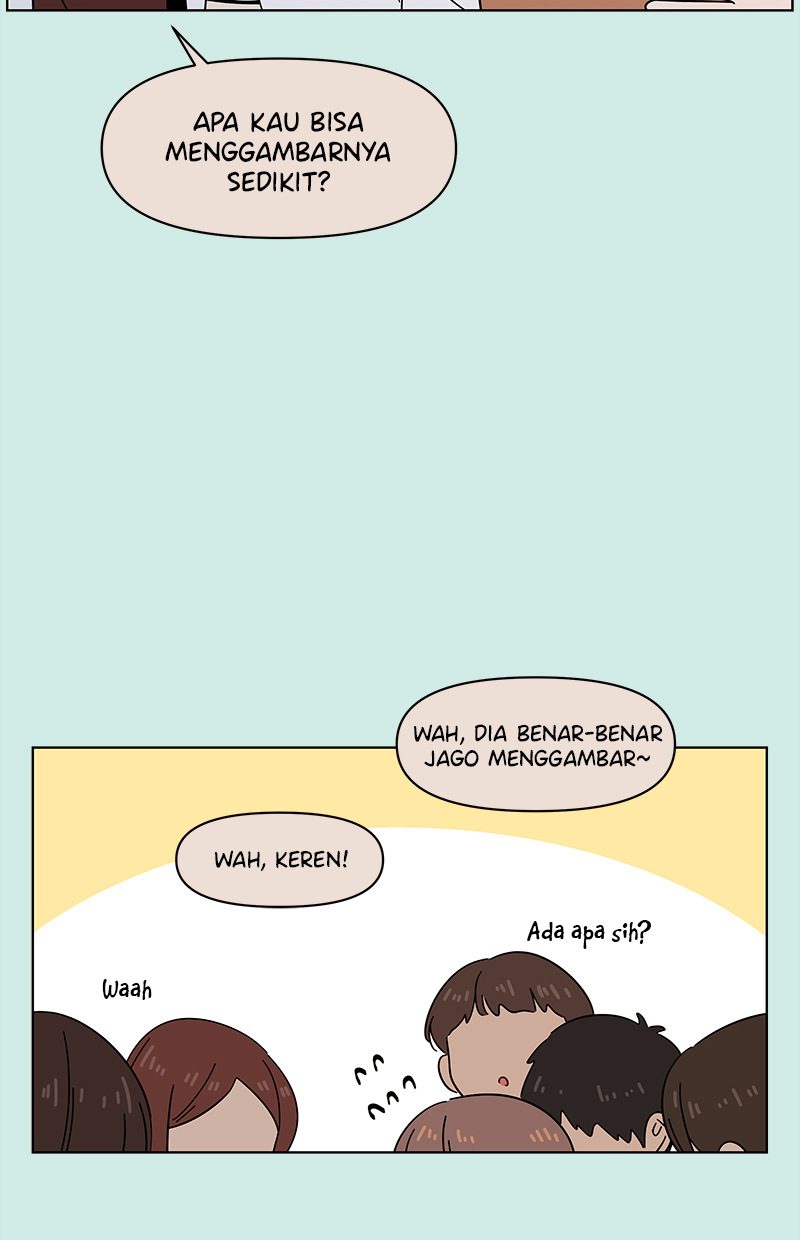 APA KAU BISA
MENGGAMBARNYA
SEDIKIT?
WAH, DIA BENAR-BENAR
JAGO MENGGAMBAR~
WAH, KEREN!
Ada apa sih?
Waah